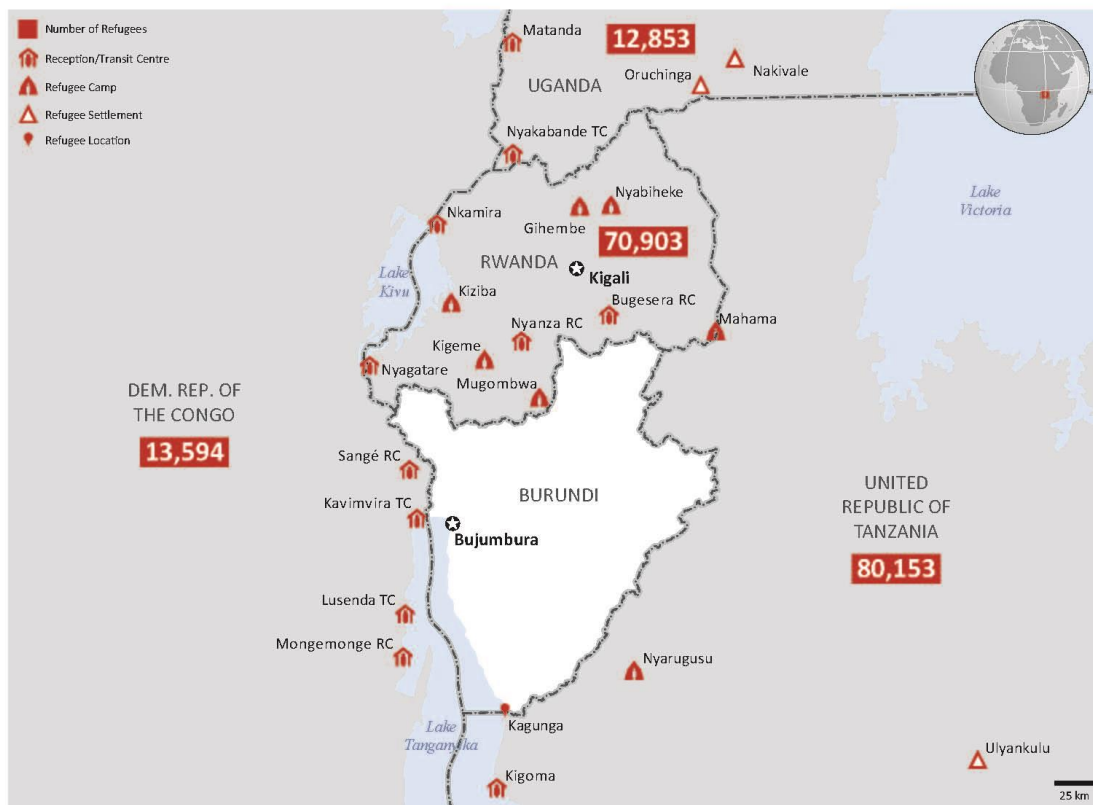 Number of Refugees
Reception/Transit Centre
Refugee Camp
Refugee Settlement
Refugee Location
Matanda
12,853
Nakivale
Oruchinga
UGANDA
Nyakabande TC
Lake
Victoria
Nyabiheke
Nkamira
Gihembe
70,903
RWANDA
Lake
Kivu
Kigali
Kiziba
Bugesera RC
Nyanza RC
Mahama
Kigeme
Nyagatare
Mugombwa
DEM. REP. OF
THE CONGO
13,594
Sangé RC
BURUNDI
UNITED
REPUBLIC OF
TANZANIA
80,153
Kavimvira TC
Bujumbura
Lusenda TC
Mongemonge RC
Nyarugusu
Kagunga
Lake
Tanganyika
Ulyankulu
Kigoma
25 km